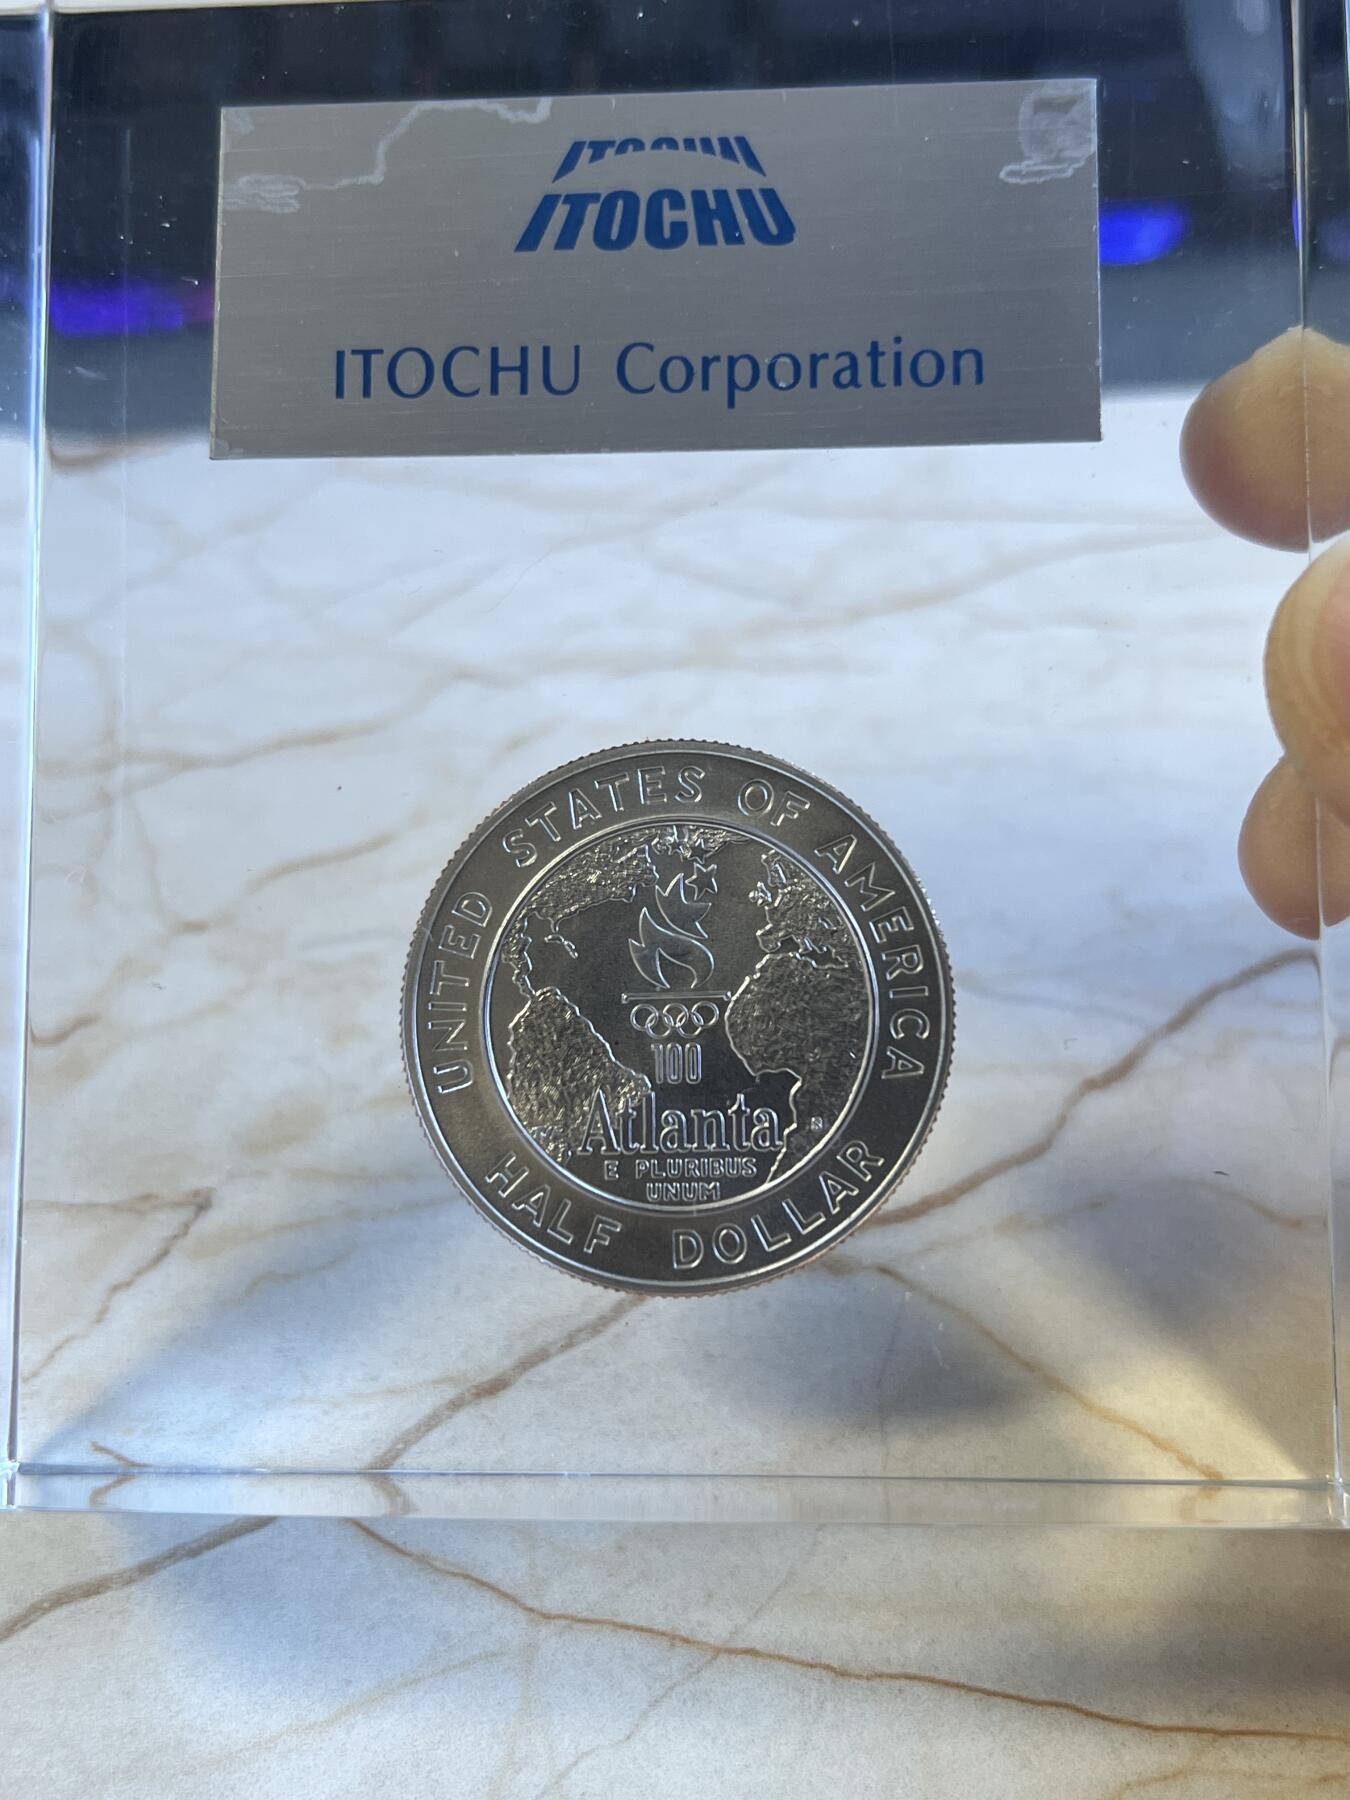 ITOCHU
ITOCHU
ITOCHU Corporation
UNITED STATES OF AMERICA
100
Atlanta
E PLURIBUS
UNUM
HALF DOLLAR